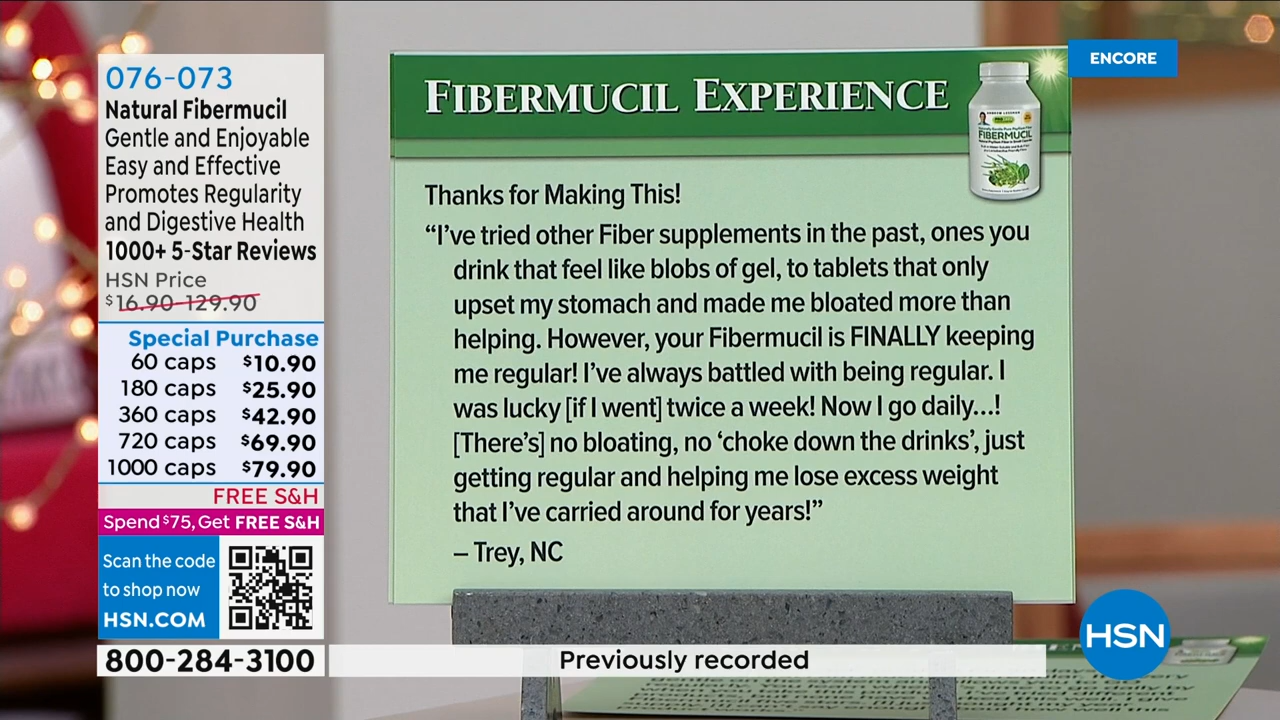 076-073
Natural Fibermucil
Gentle and Enjoyable
Easy and Effective
Promotes Regularity
and Digestive Health
1000+ 5-Star Reviews
HSN Price
$16.90-129.90
Special Purchase
60 caps $10.90
180 caps $25.90
360 caps $42.90
720 caps $69.90
1000 caps $79.90
FREE S&H
Spend $75, Get FREE S&H
Scan the code
to shop now
HSN.COM
800-284-3100
ENCORE
FIBERMUCIL EXPERIENCE
FIBERMUCIL
Thanks for Making This!
“I’ve tried other Fiber supplements in the past, ones you
drink that feel like blobs of gel, to tablets that only
upset my stomach and made me bloated more than
helping. However, your Fibermucil is FINALLY keeping
me regular! I’ve always battled with being regular. I
was lucky [if I went] twice a week! Now I go daily...!
[There’s] no bloating, no ‘choke down the drinks’, just
getting regular and helping me lose excess weight
that I’ve carried around for years!”
– Trey, NC
HSN
Previously recorded